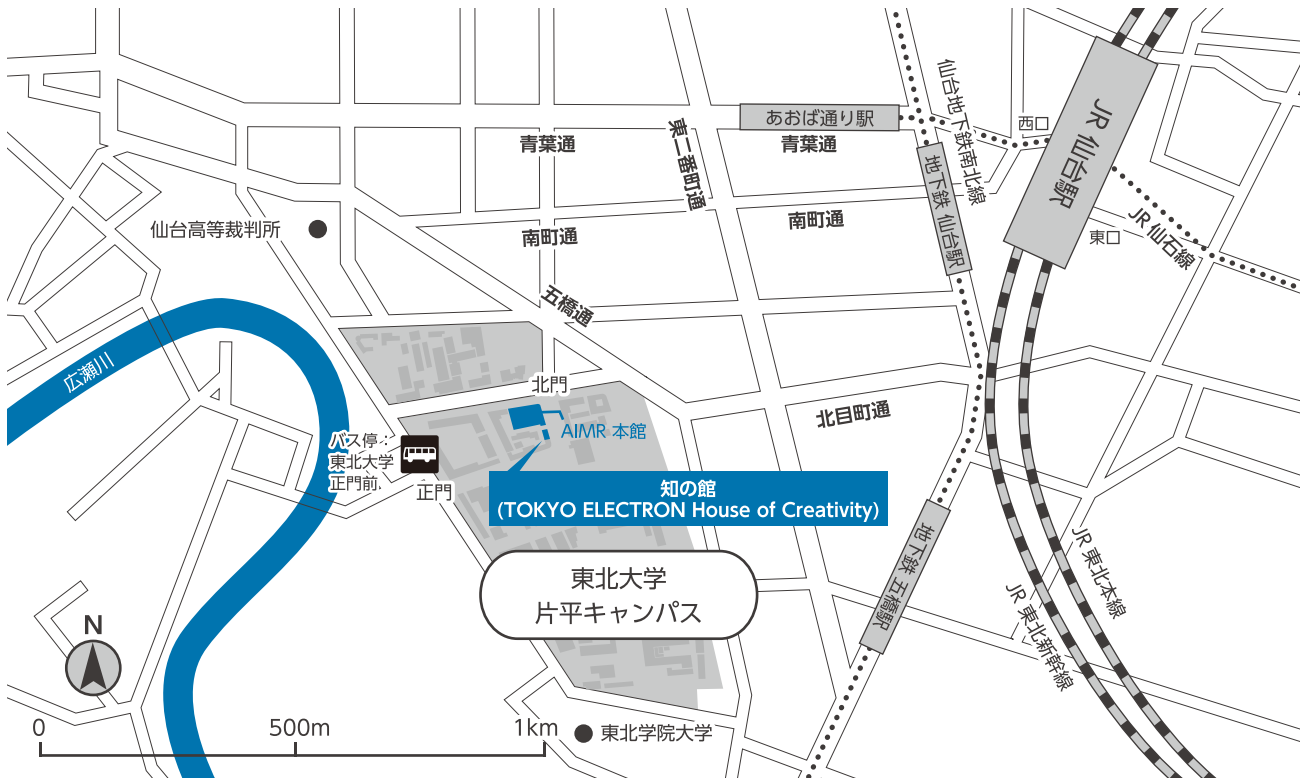 仙台地下鉄南北線
JR 仙台駅
西口
あおば通り駅
東二番町通
青葉通
青葉通
地下鉄 仙台駅
仙台高等裁判所
南町通
南町通
東口
JR 仙石線
五橋通
広瀬川
北門
北目町通
AIMR 本館
バス停：
東北大学
正門前
正門
知の館
(TOKYO ELECTRON House of Creativity)
地下鉄 五橋駅
JR 東北本線
JR 東北新幹線
東北大学
片平キャンパス
N
0
500m
1km
東北学院大学